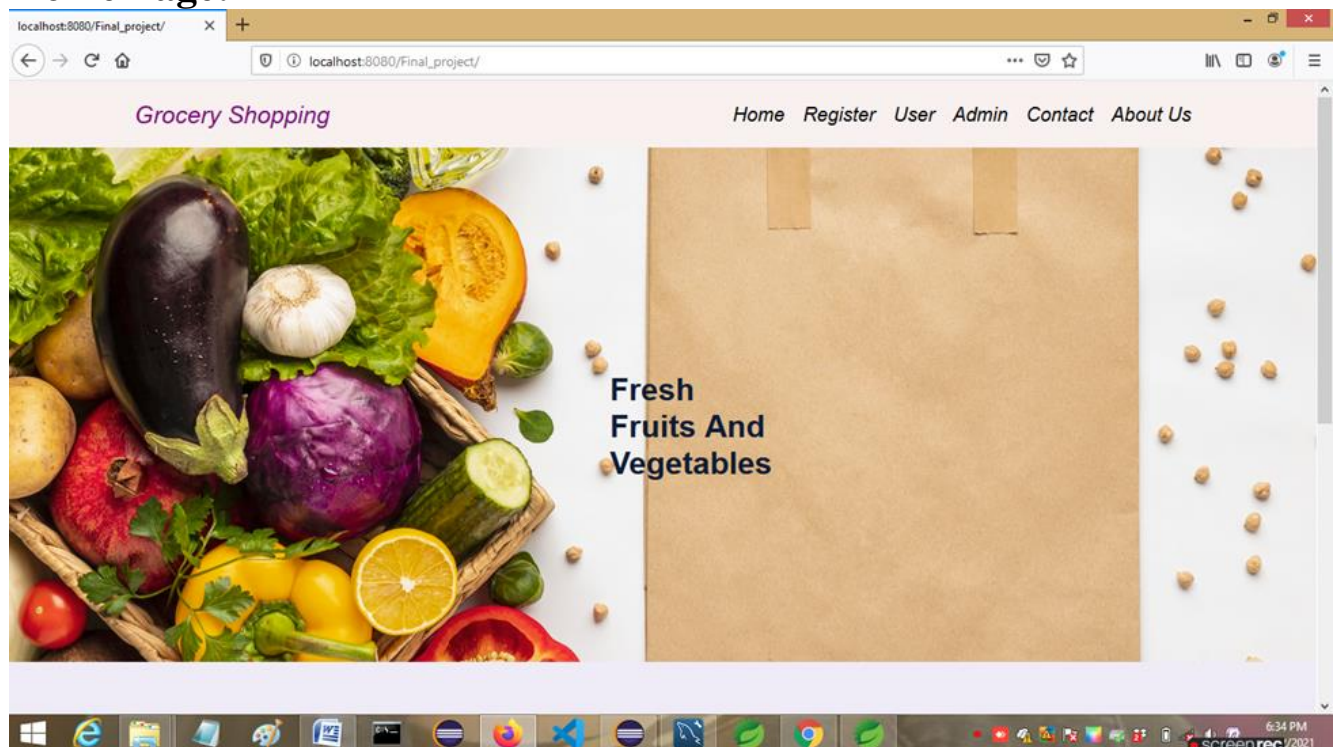 localhost:8080/Final_project/
localhost:8080/Final_project/
Grocery Shopping
Home Register User Admin Contact About Us
Fresh
Fruits And
Vegetables
6:34 PM
screenrec